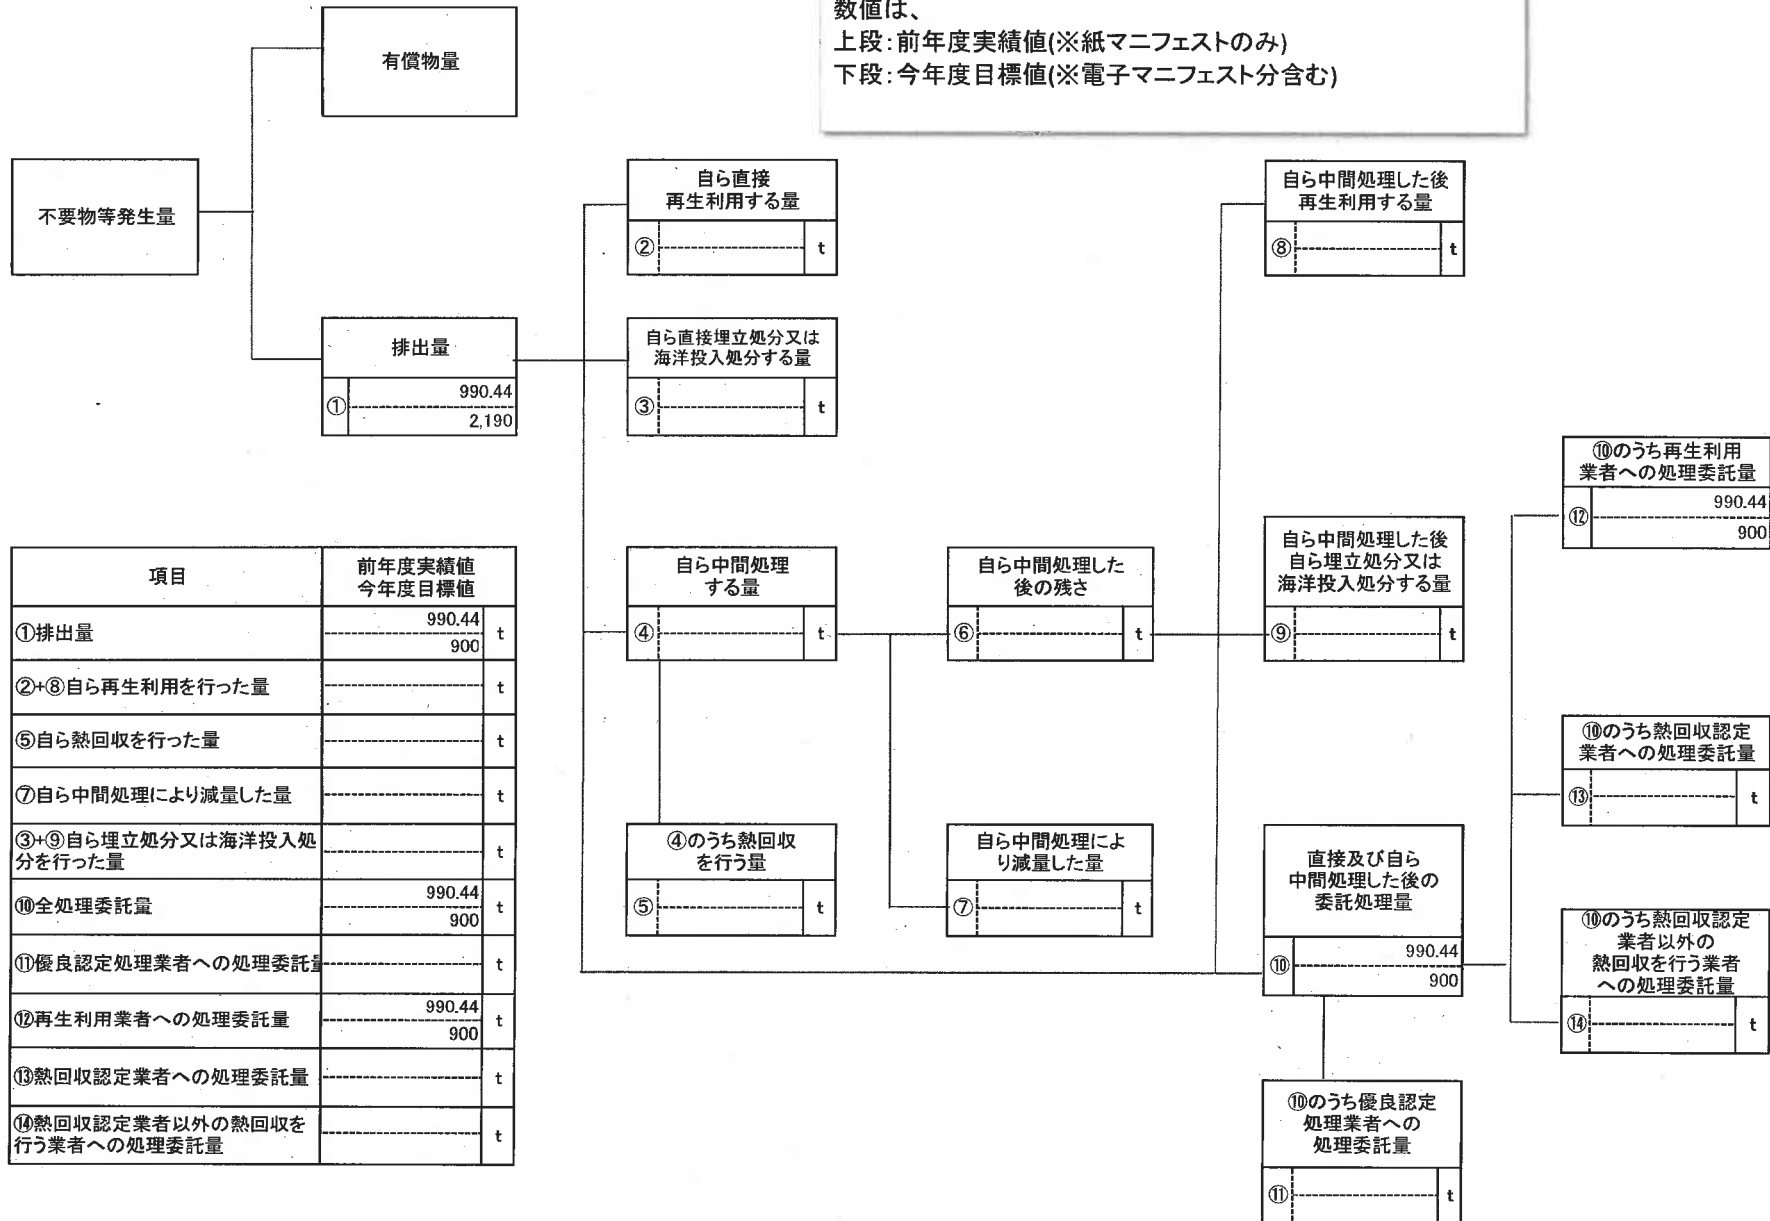 数値は、
上段:前年度実績値(※紙マニフェストのみ)
下段:今年度目標値(※電子マニフェスト分含む)
有償物量
不要物等発生量
排出量
① 990.44
2,190
自ら直接
再生利用する量
② t
自ら直接埋立処分又は
海洋投入処分する量
③ t
自ら中間処理
する量
④ t
④のうち熱回収
を行う量
⑤ t
自ら中間処理した
後の残さ
⑥ t
自ら中間処理によ
り減量した量
⑦ t
自ら中間処理した後
再生利用する量
⑧ t
自ら中間処理した後
自ら埋立処分又は
海洋投入処分する量
⑨ t
直接及び自ら
中間処理した後の
委託処理量
⑩ 990.44
900
⑩のうち優良認定
処理業者への
処理委託量
⑪ t
⑩のうち再生利用
業者への処理委託量
⑫ 990.44
900
⑩のうち熱回収認定
業者への処理委託量
⑬ t
⑩のうち熱回収認定
業者以外の
熱回収を行う業者
への処理委託量
⑭ t
項目 前年度実績値
今年度目標値
①排出量 990.44 t
900
②+⑧自ら再生利用を行った量 t
⑤自ら熱回収を行った量 t
⑦自ら中間処理により減量した量 t
③+⑨自ら埋立処分又は海洋投入処
分を行った量 t
⑩全処理委託量 990.44 t
900
⑪優良認定処理業者への処理委託 t
⑫再生利用業者への処理委託量 990.44 t
900
⑬熱回収認定業者への処理委託量 t
⑭熱回収認定業者以外の熱回収を
行う業者への処理委託量 t